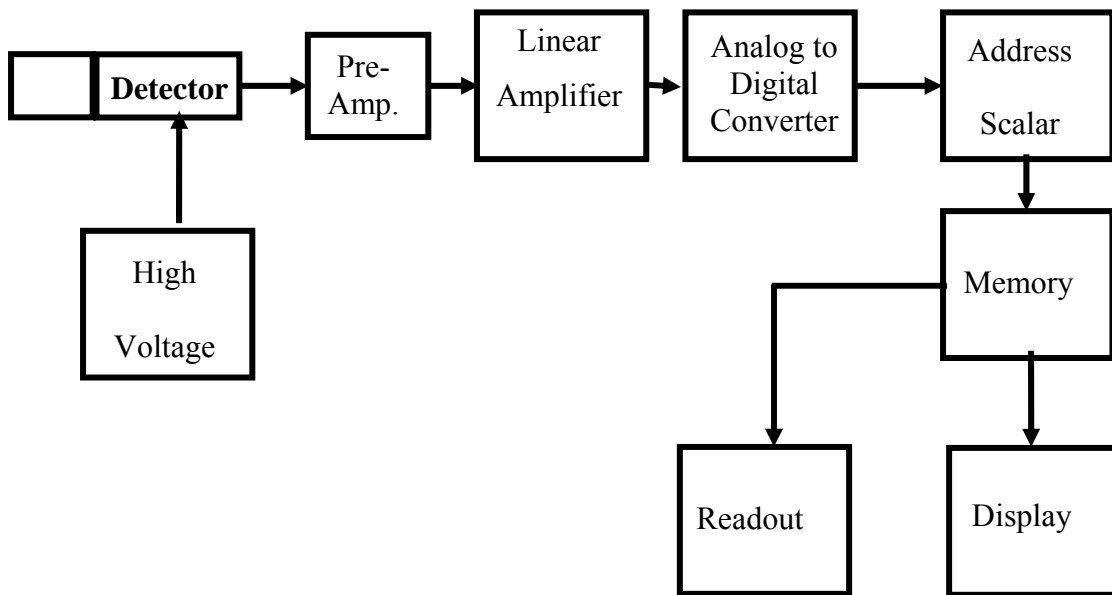 Detector
Pre-
Amp.
Linear
Amplifier
Analog to
Digital
Converter
Address
Scalar
High
Voltage
Memory
Readout
Display